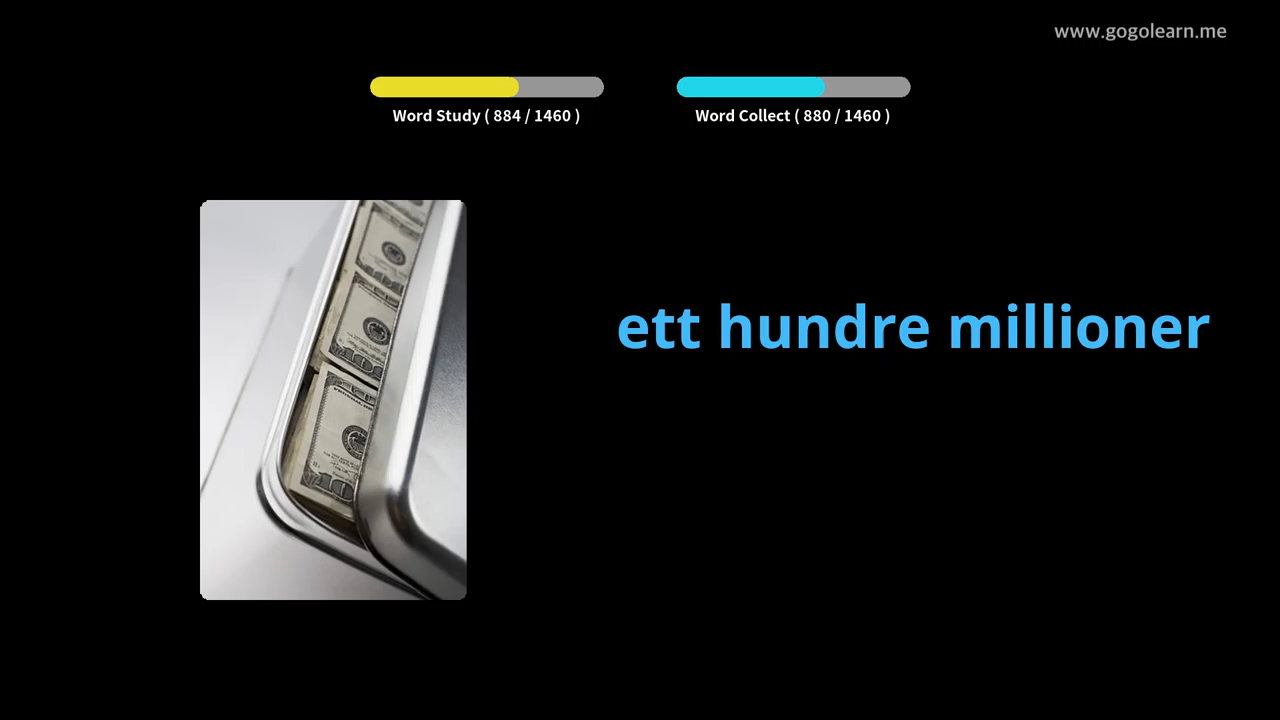 www.gogolearn.me
Word Study ( 884 / 1460 )
Word Collect ( 880 / 1460 )
ett hundre millioner